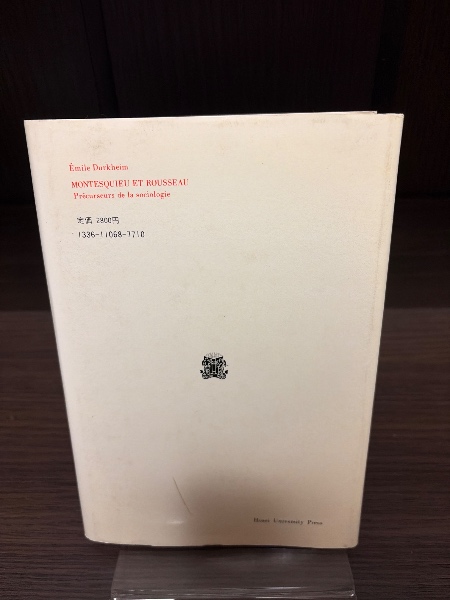 Émile Durkheim
MONTESQUIEU ET ROUSSEAU
Précurseurs de la sociologie
定価 2800円
1336-11068-7710
Hosei University Press